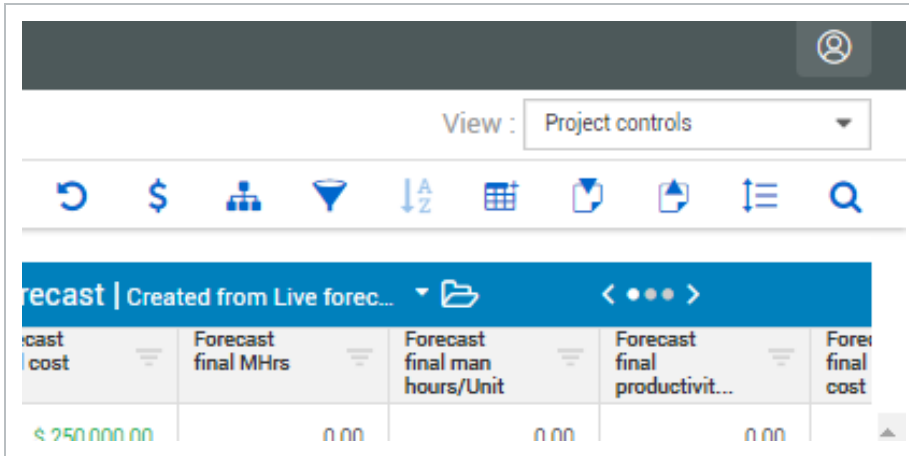 View : Project controls
$ A Z
recast | Created from Live forec...
cost
Forecast
final MHrs
Forecast
final man
hours/Unit
Forecast
final
productivit...
final
cost
$ 250,000.00 0.00 0.00 0.00